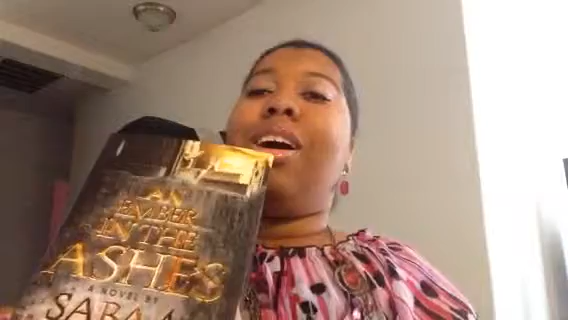 AN
EMBER
IN THE
ASHES
A NOVEL BY
SABA